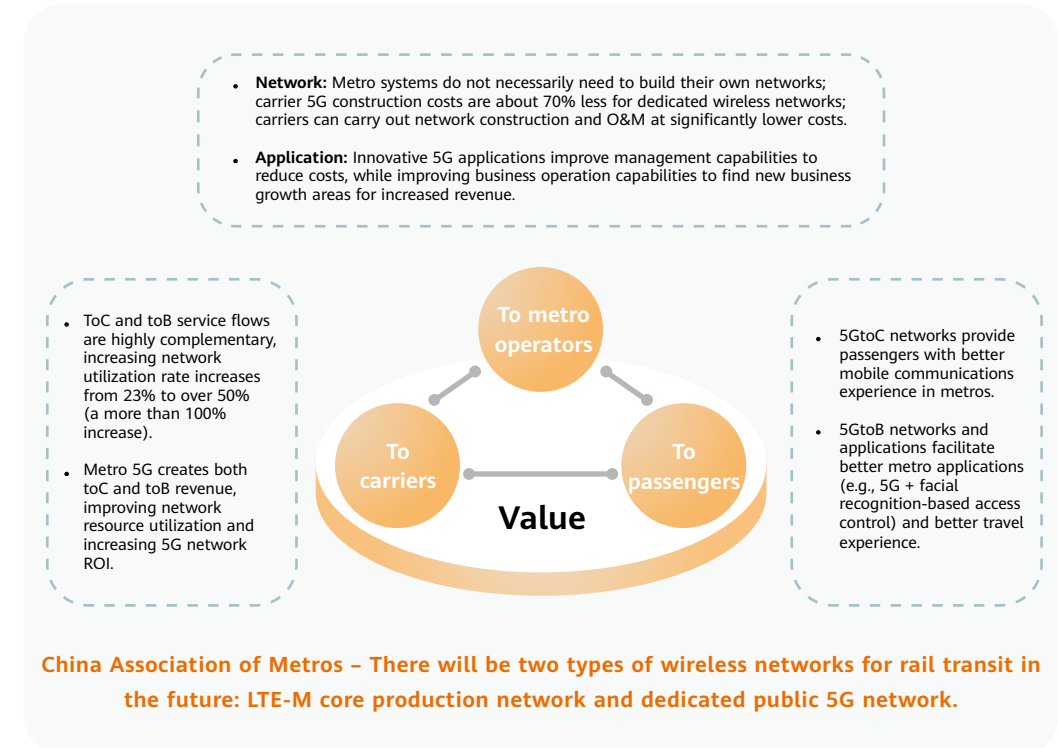 • Network: Metro systems do not necessarily need to build their own networks;
carrier 5G construction costs are about 70% less for dedicated wireless networks;
carriers can carry out network construction and O&M at significantly lower costs.
• Application: Innovative 5G applications improve management capabilities to
reduce costs, while improving business operation capabilities to find new business
growth areas for increased revenue.
• ToC and toB service flows
are highly complementary,
increasing network
utilization rate increases
from 23% to over 50%
(a more than 100%
increase).
• Metro 5G creates both
toC and toB revenue,
improving network
resource utilization and
increasing 5G network
ROI.
To metro
operators
To
carriers
To
passengers
Value
• 5GtoC networks provide
passengers with better
mobile communications
experience in metros.
• 5GtoB networks and
applications facilitate
better metro applications
(e.g., 5G + facial
recognition-based access
control) and better travel
experience.
China Association of Metros – There will be two types of wireless networks for rail transit in
the future: LTE-M core production network and dedicated public 5G network.